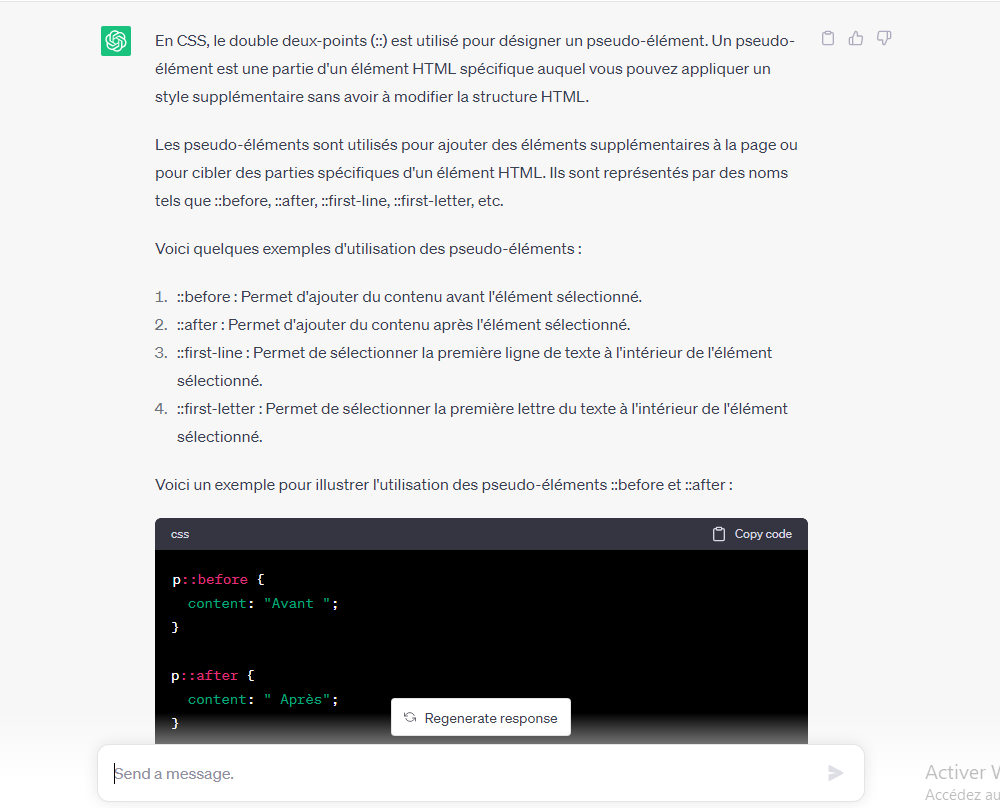 En CSS, le double deux-points (::) est utilisé pour désigner un pseudo-élément. Un pseudo-
élément est une partie d'un élément HTML spécifique auquel vous pouvez appliquer un
style supplémentaire sans avoir à modifier la structure HTML.
Les pseudo-éléments sont utilisés pour ajouter des éléments supplémentaires à la page ou
pour cibler des parties spécifiques d'un élément HTML. Ils sont représentés par des noms
tels que ::before, ::after, ::first-line, ::first-letter, etc.
Voici quelques exemples d'utilisation des pseudo-éléments :
1. ::before : Permet d'ajouter du contenu avant l'élément sélectionné.
2. ::after : Permet d'ajouter du contenu après l'élément sélectionné.
3. ::first-line : Permet de sélectionner la première ligne de texte à l'intérieur de l'élément
sélectionné.
4. ::first-letter : Permet de sélectionner la première lettre du texte à l'intérieur de l'élément
sélectionné.
Voici un exemple pour illustrer l'utilisation des pseudo-éléments ::before et ::after :
css Copy code
p::before {
content: "Avant ";
}
p::after {
content: " Après";
}
Regenerate response
Send a message.
Activer W
Accédez au